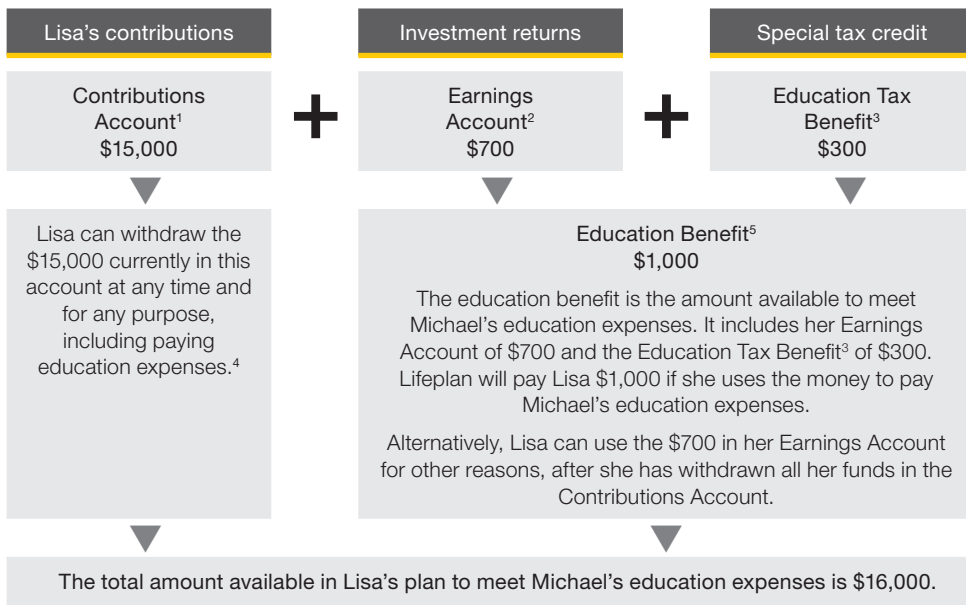 Lisa's contributions
Investment returns
Special tax credit
Contributions
Account¹
$15,000
+
Earnings
Account²
$700
+
Education Tax
Benefit³
$300
Lisa can withdraw the
$15,000 currently in this
account at any time and
for any purpose,
including paying
education expenses.⁴
Education Benefit⁵
$1,000
The education benefit is the amount available to meet
Michael's education expenses. It includes her Earnings
Account of $700 and the Education Tax Benefit³ of $300.
Lifeplan will pay Lisa $1,000 if she uses the money to pay
Michael's education expenses.
Alternatively, Lisa can use the $700 in her Earnings Account
for other reasons, after she has withdrawn all her funds in the
Contributions Account.
The total amount available in Lisa's plan to meet Michael's education expenses is $16,000.